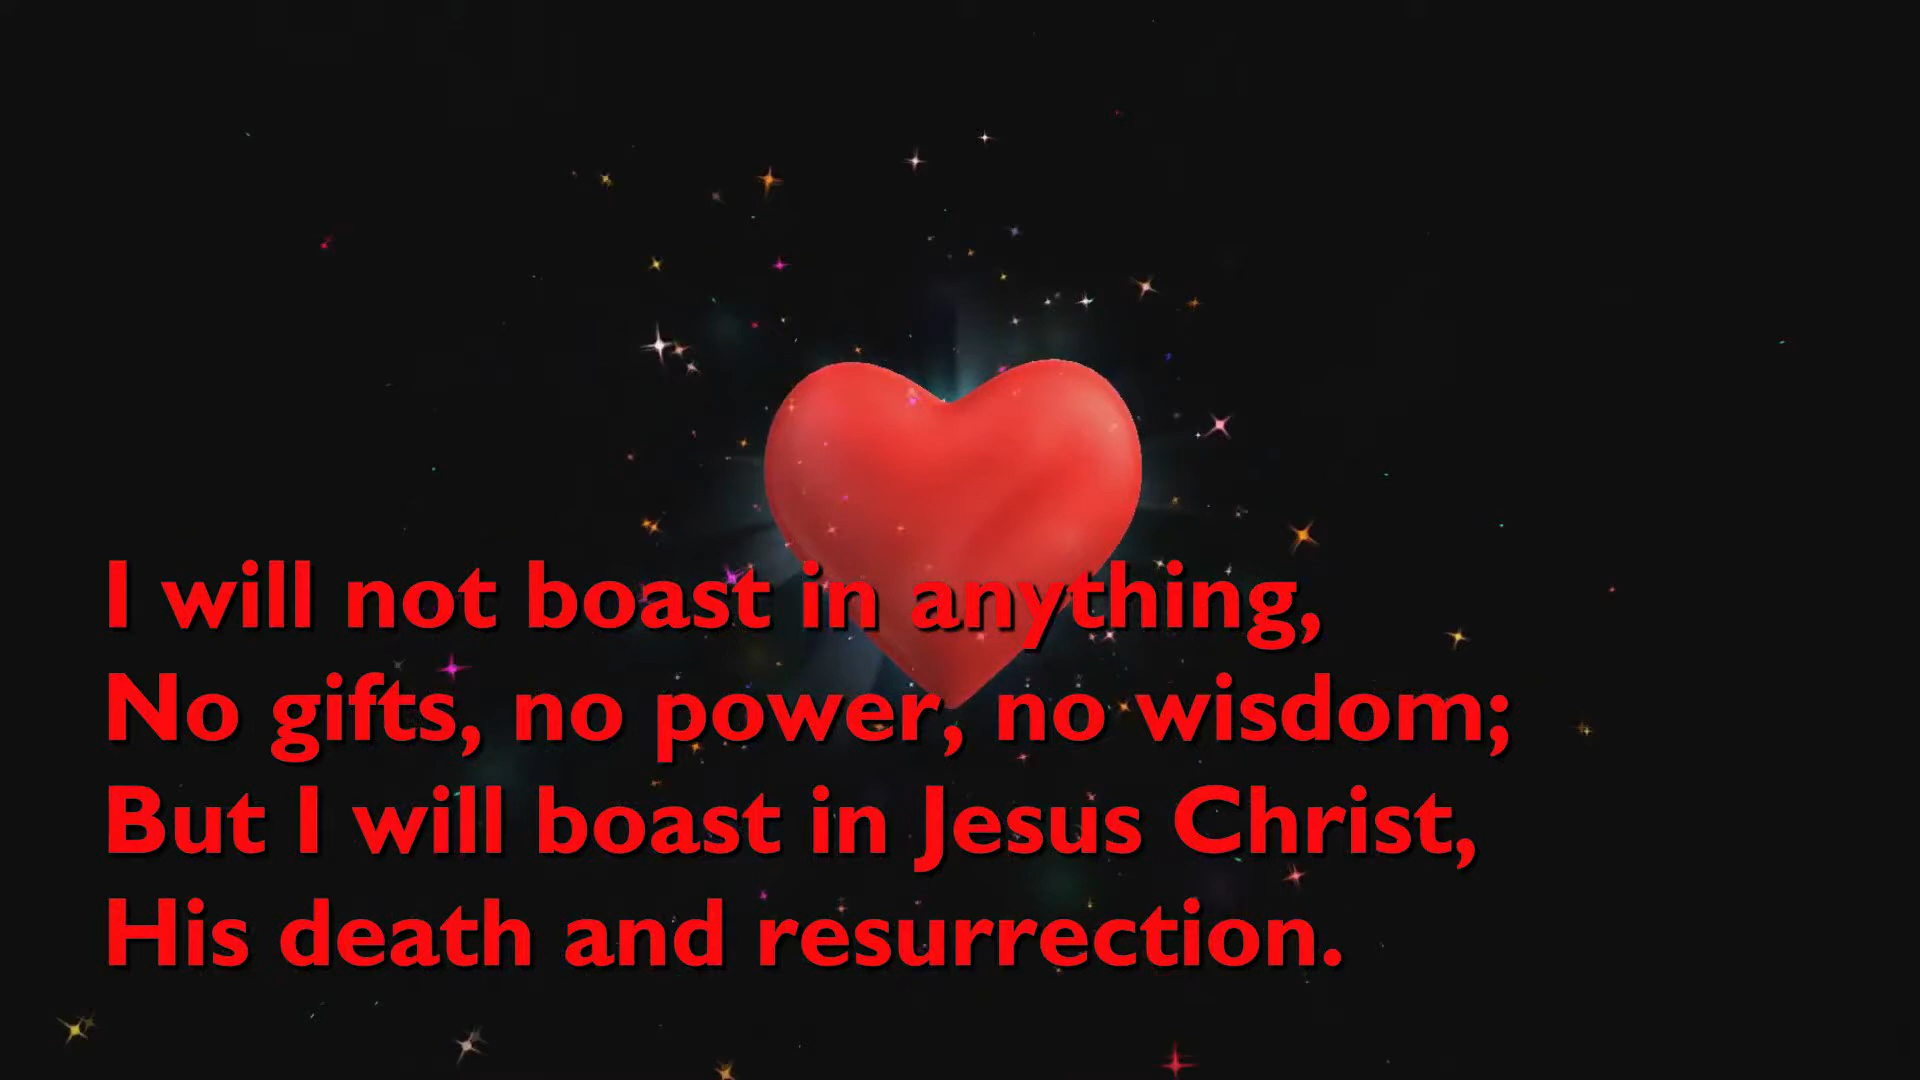 I will not boast in anything,
No gifts, no power, no wisdom;
But I will boast in Jesus Christ,
His death and resurrection.